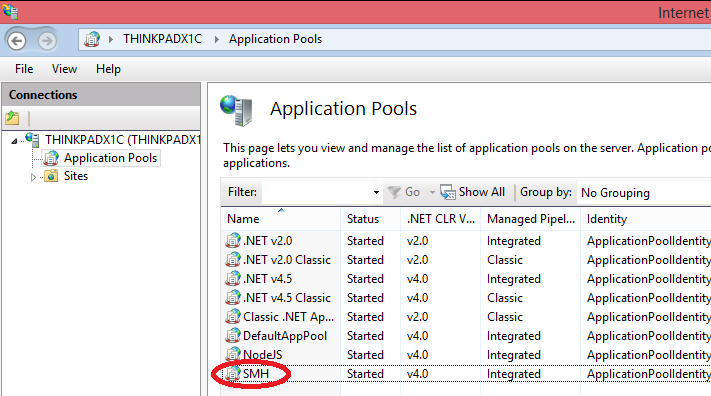 Internet
THINKPADX1C Application Pools
File View Help
Connections
THINKPADX1C (THINKPADX1
Application Pools
Sites
Application Pools
This page lets you view and manage the list of application pools on the server. Application po
applications.
Filter: Go Show All Group by: No Grouping
Name Status .NET CLR V... Managed Pipel... Identity
.NET v2.0 Started v2.0 Integrated ApplicationPoolIdentity
.NET v2.0 Classic Started v2.0 Classic ApplicationPoolIdentity
.NET v4.5 Started v4.0 Integrated ApplicationPoolIdentity
.NET v4.5 Classic Started v4.0 Classic ApplicationPoolIdentity
Classic .NET Ap... Started v2.0 Classic ApplicationPoolIdentity
DefaultAppPool Started v4.0 Integrated ApplicationPoolIdentity
NodeJS Started v4.0 Integrated ApplicationPoolIdentity
SMH Started v4.0 Integrated ApplicationPoolIdentity